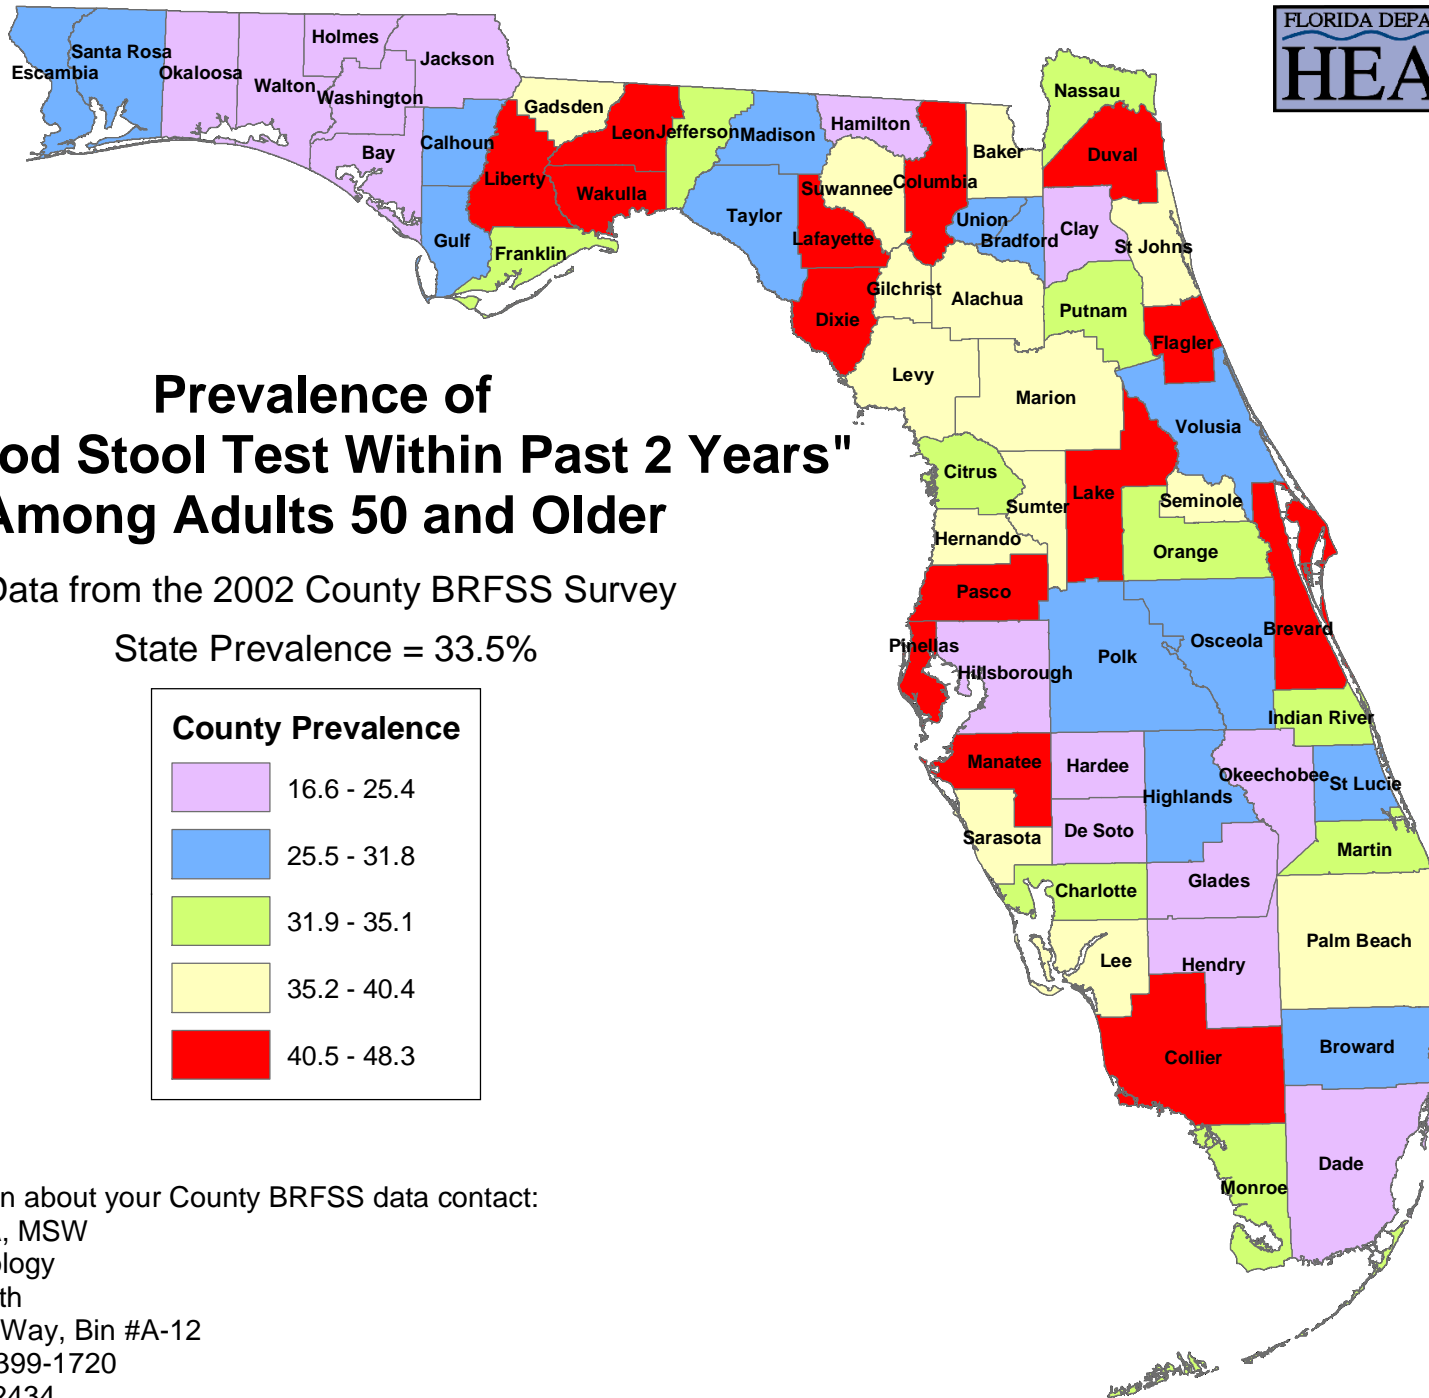 FLORIDA DEPA
HEA
Prevalence of
od Stool Test Within Past 2 Years"
Among Adults 50 and Older
Data from the 2002 County BRFSS Survey
State Prevalence = 33.5%
County Prevalence
16.6 - 25.4
25.5 - 31.8
31.9 - 35.1
35.2 - 40.4
40.5 - 48.3
Escambia
Santa Rosa
Okaloosa
Walton
Holmes
Washington
Jackson
Bay
Calhoun
Gulf
Gadsden
Liberty
Franklin
Leon
Wakulla
Jefferson
Madison
Taylor
Hamilton
Suwannee
Lafayette
Dixie
Columbia
Baker
Union
Bradford
Nassau
Duval
Clay
St Johns
Gilchrist
Alachua
Putnam
Flagler
Levy
Marion
Volusia
Citrus
Sumter
Lake
Seminole
Hernando
Orange
Pasco
Pinellas
Hillsborough
Polk
Osceola
Brevard
Indian River
Manatee
Hardee
Highlands
Okeechobee
St Lucie
Sarasota
De Soto
Martin
Charlotte
Glades
Lee
Hendry
Palm Beach
Collier
Broward
Dade
Monroe
n about your County BRFSS data contact:
, MSW
ology
th
Way, Bin #A-12
399-1720
2434